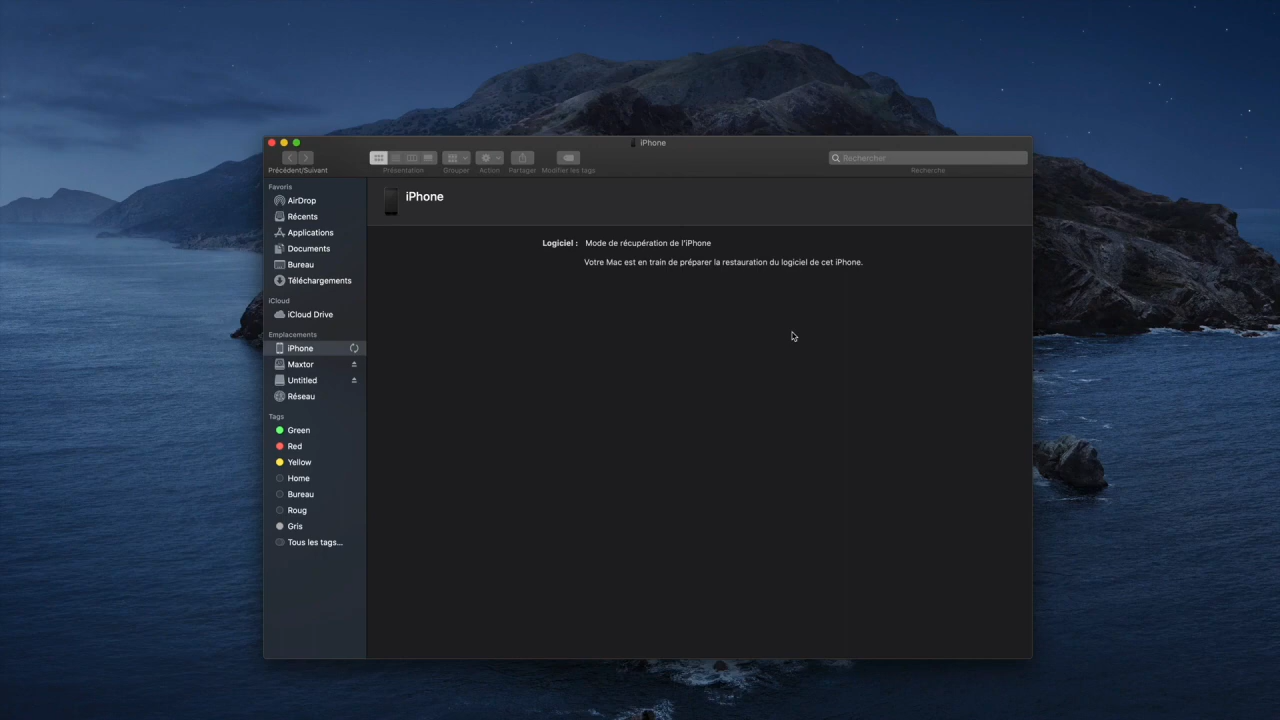 iPhone
Rechercher
Précédent/Suivant
Présentation
Grouper
Action
Partager
Modifier les tags
Recherche
Favoris
AirDrop
Récents
Applications
Documents
Bureau
Téléchargements
iCloud
iCloud Drive
Emplacements
iPhone
Maxtor
Untitled
Réseau
Tags
Green
Red
Yellow
Home
Bureau
Roug
Gris
Tous les tags...
iPhone
Logiciel : Mode de récupération de l'iPhone
Votre Mac est en train de préparer la restauration du logiciel de cet iPhone.